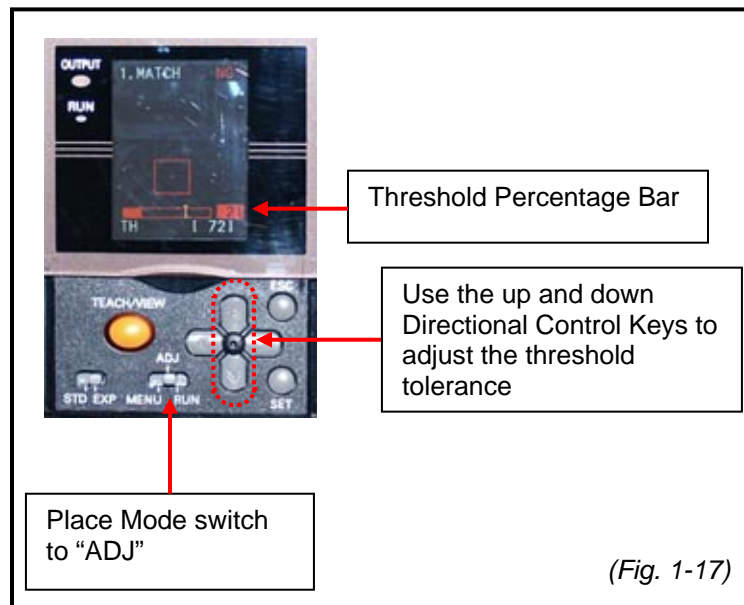 OUTPUT
1.MATCH NG
RUN
21
TH [ 72]
Threshold Percentage Bar
TEACH/VIEW
ESC
Use the up and down
Directional Control Keys to
adjust the threshold
tolerance
ADJ
STD EXP MENU RUN
SET
Place Mode switch
to “ADJ”
(Fig. 1-17)